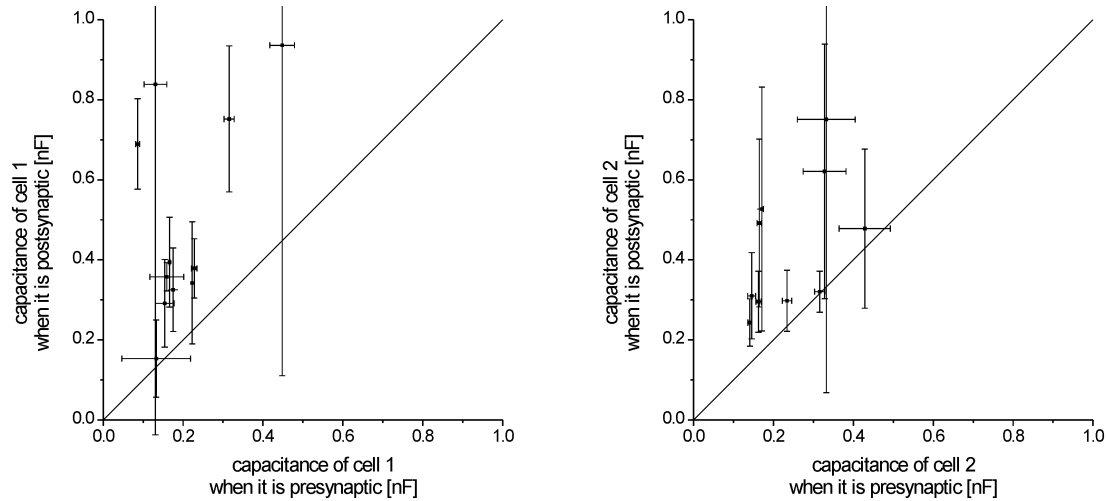 1.0
0.8
0.6
0.4
0.2
0.0
capacitance of cell 1
when it is postsynaptic [nF]
0.0 0.2 0.4 0.6 0.8 1.0
capacitance of cell 1
when it is presynaptic [nF]
1.0
0.8
0.6
0.4
0.2
0.0
capacitance of cell 2
when it is postsynaptic [nF]
0.0 0.2 0.4 0.6 0.8 1.0
capacitance of cell 2
when it is presynaptic [nF]